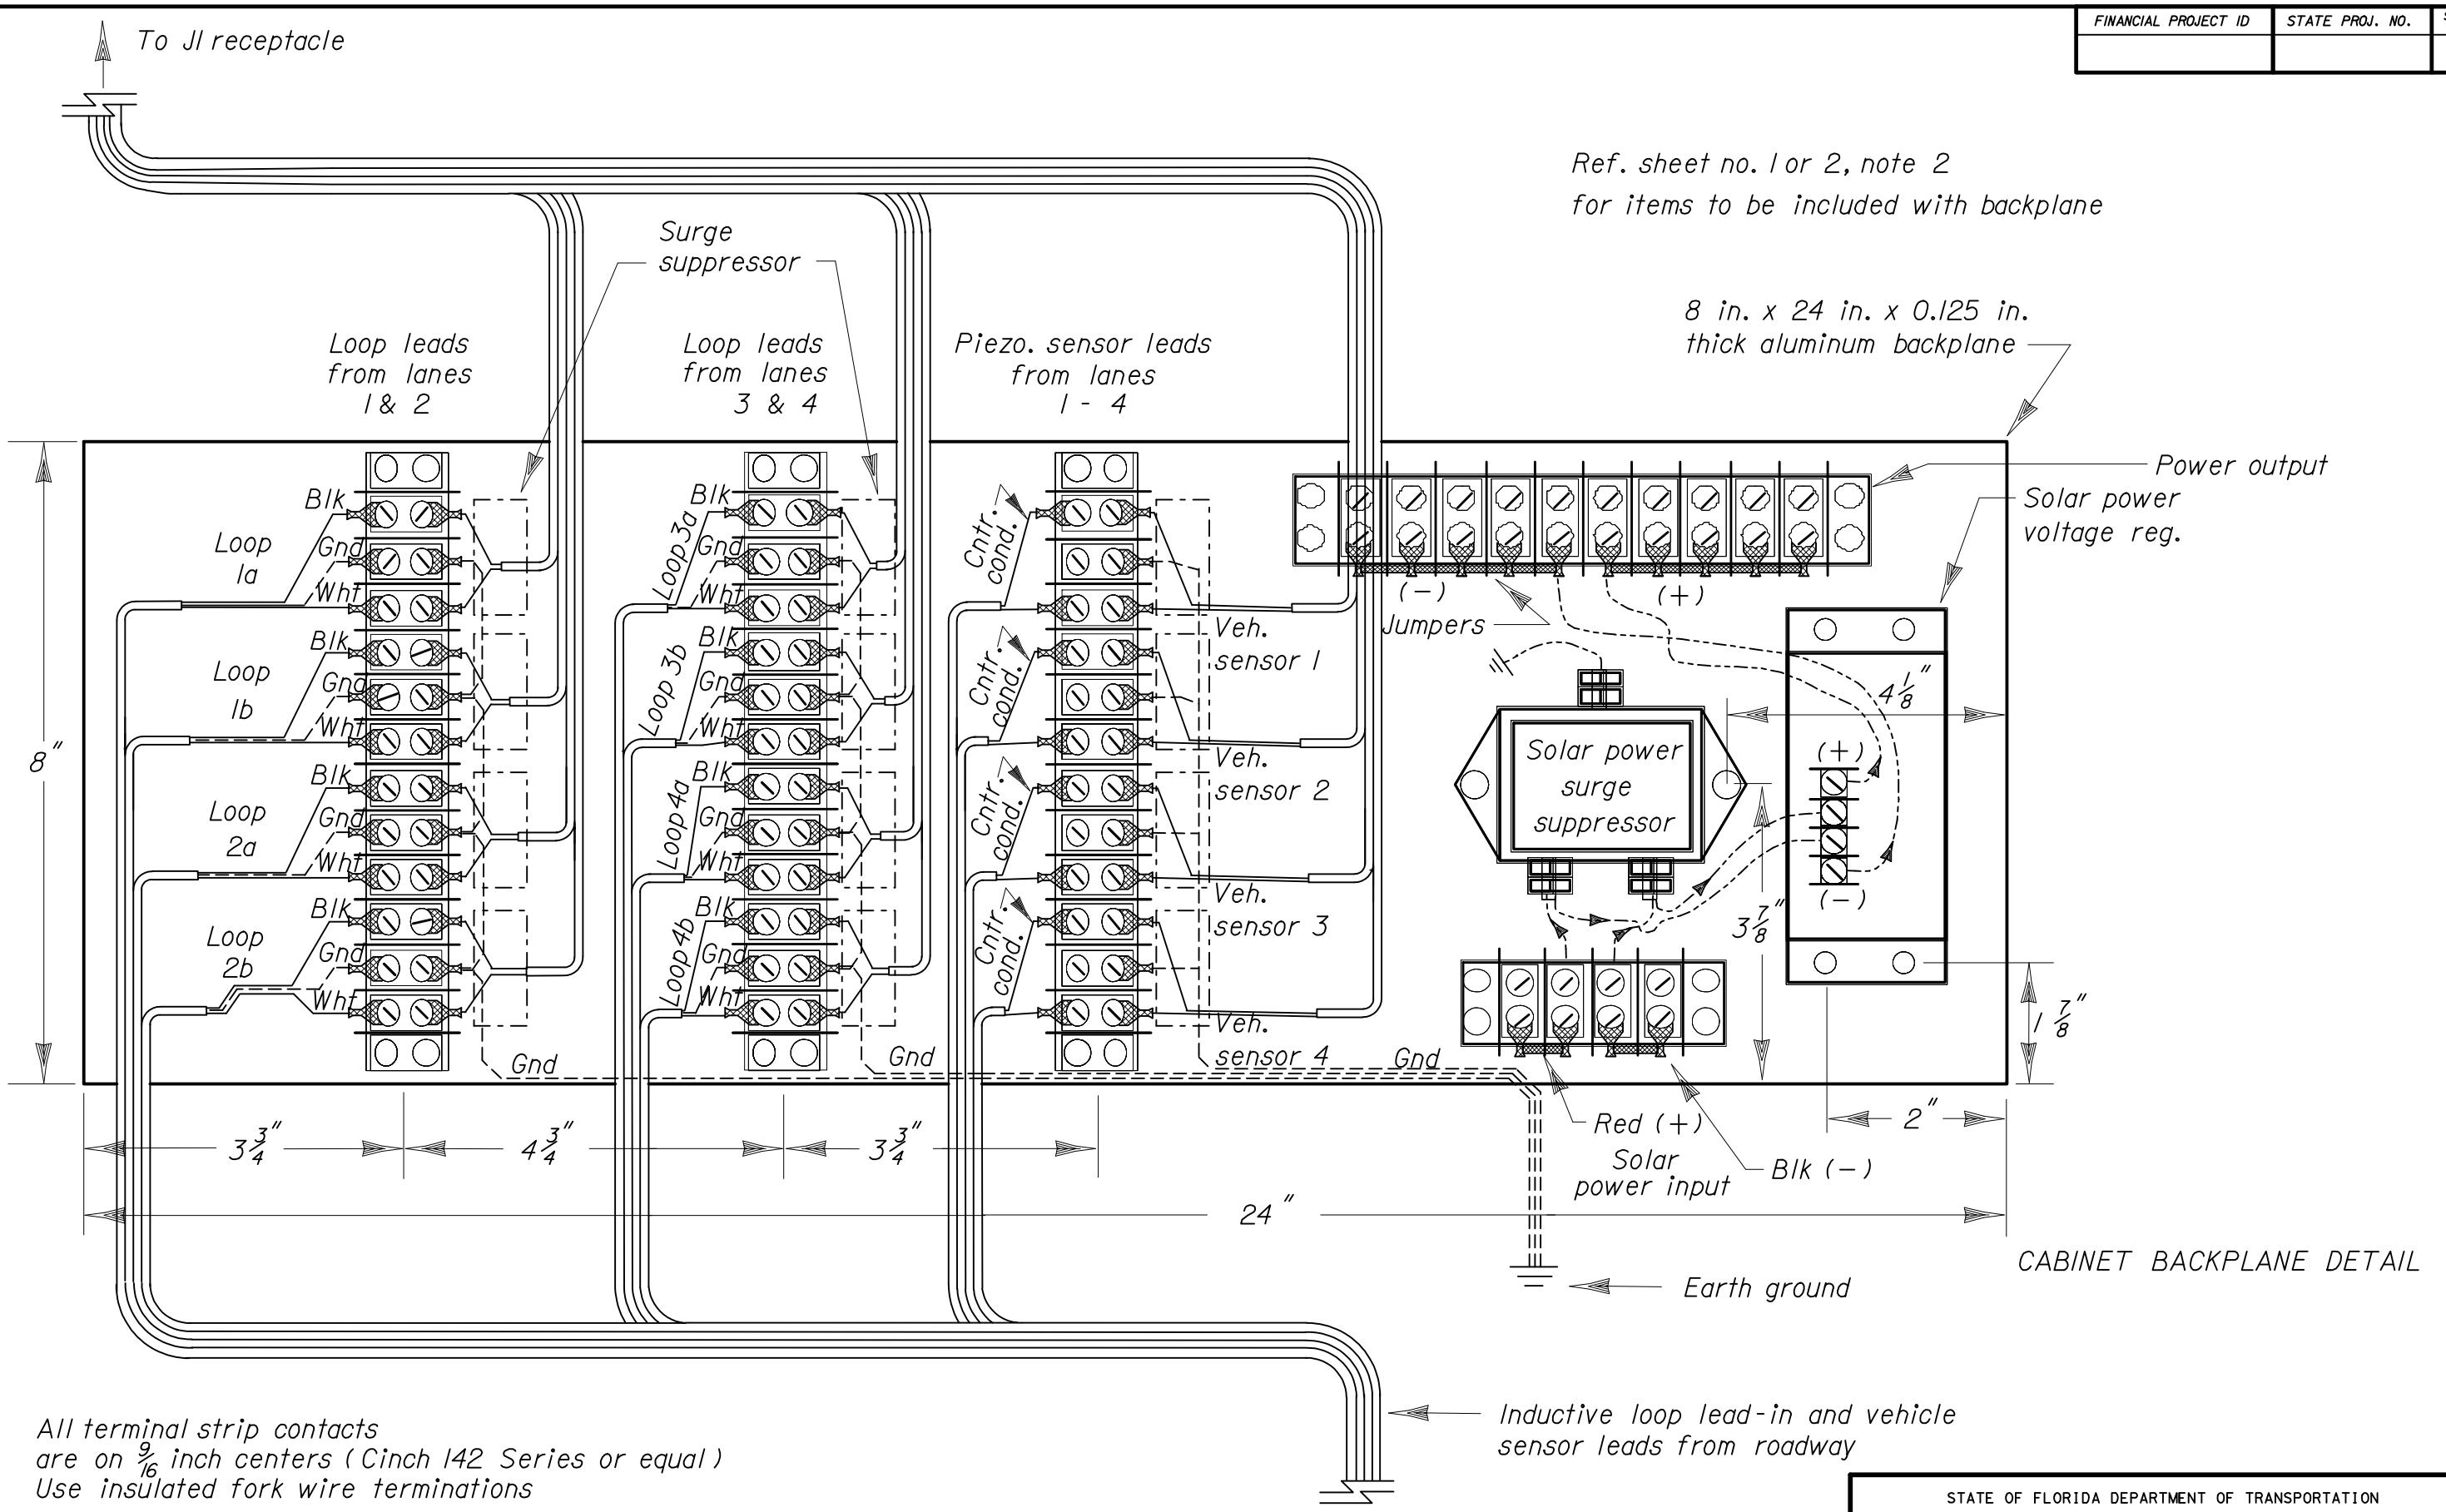 To J1 receptacle
FINANCIAL PROJECT ID
STATE PROJ. NO.
Ref. sheet no. 1 or 2, note 2
for items to be included with backplane
Surge
suppressor
8 in. x 24 in. x 0.125 in.
thick aluminum backplane
Loop leads
from lanes
1 & 2
Loop leads
from lanes
3 & 4
Piezo. sensor leads
from lanes
1 - 4
Power output
Solar power
voltage reg.
Blk
Gnd
Wht
Loop
1a
Blk
Gnd
Wht
Loop
1b
Blk
Gnd
Wht
Loop
2a
Blk
Gnd
Wht
Loop
2b
Gnd
Blk
Gnd
Wht
Loop 3a
Blk
Gnd
Wht
Loop 3b
Blk
Gnd
Wht
Loop 4a
Blk
Gnd
Wht
Loop 4b
Gnd
Cntr.
cond.
Cntr.
cond.
Cntr.
cond.
Cntr.
cond.
Veh.
sensor 1
Veh.
sensor 2
Veh.
sensor 3
Veh.
sensor 4
Gnd
(-)
(+)
Jumpers
Solar power
surge
suppressor
(+)
(-)
4 1/8"
3 7/8"
1 7/8"
2"
8"
3 3/4"
4 3/4"
3 3/4"
24"
Red (+)
Solar
power input
Blk (-)
Earth ground
CABINET BACKPLANE DETAIL
All terminal strip contacts
are on 9/16 inch centers (Cinch 142 Series or equal)
Use insulated fork wire terminations
Inductive loop lead-in and vehicle
sensor leads from roadway
STATE OF FLORIDA DEPARTMENT OF TRANSPORTATION